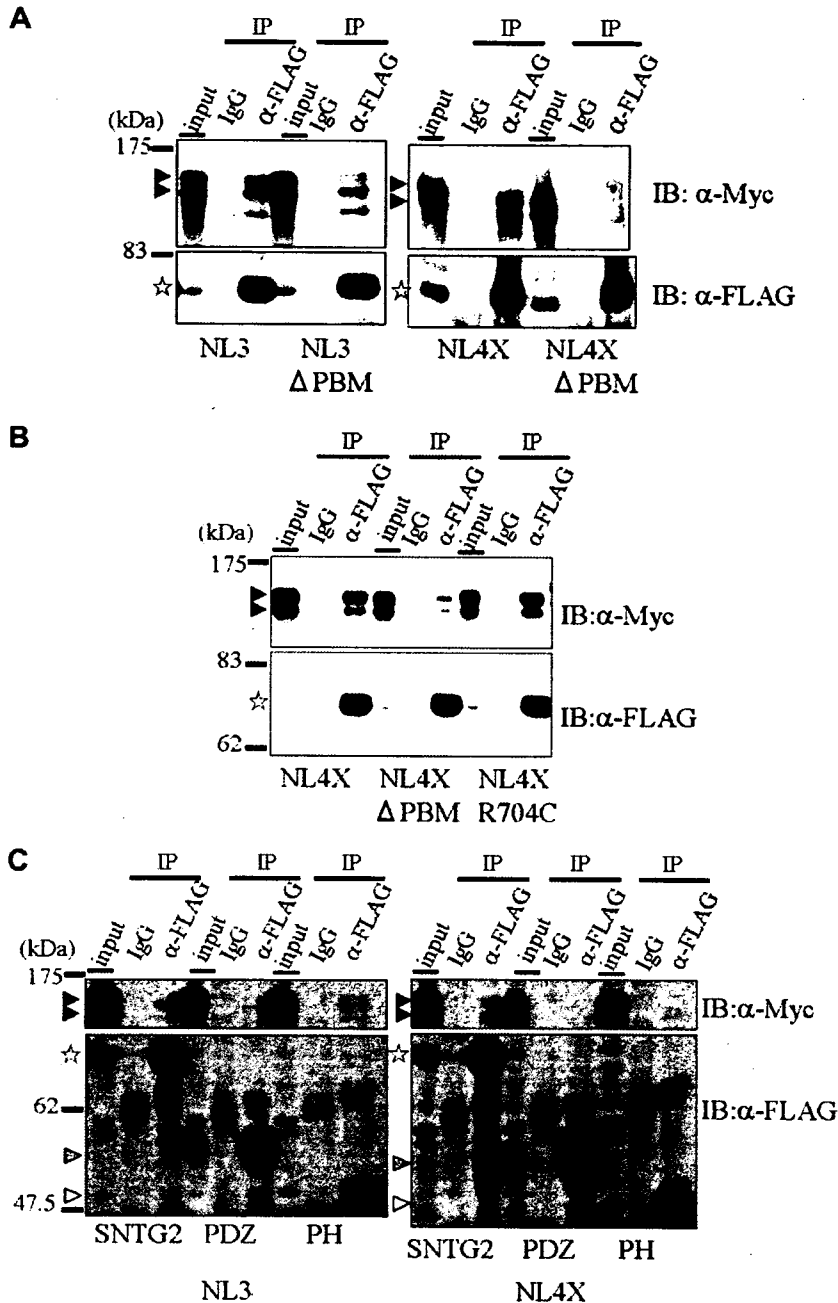 A
IP IP IP IP
input IgG α-FLAG input IgG α-FLAG input IgG α-FLAG input IgG α-FLAG
(kDa)
175
IB: α-Myc
83
IB: α-FLAG
NL3 NL3 NL4X NL4X
Δ PBM Δ PBM
B
IP IP IP
input IgG α-FLAG input IgG α-FLAG input IgG α-FLAG
(kDa)
175
IB:α-Myc
83
IB:α-FLAG
62
NL4X NL4X NL4X
Δ PBM R704C
C
IP IP IP IP IP IP
input IgG α-FLAG input IgG α-FLAG input IgG α-FLAG input IgG α-FLAG input IgG α-FLAG input IgG α-FLAG
(kDa)
175
IB:α-Myc
62
IB:α-FLAG
47.5
SNTG2 PDZ PH SNTG2 PDZ PH
NL3 NL4X